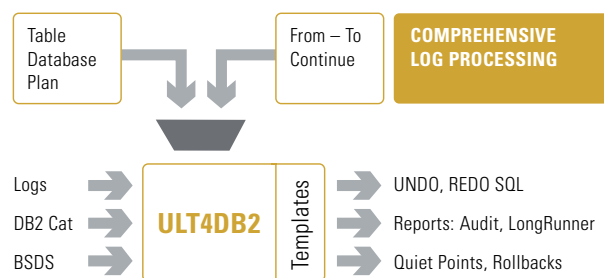 Table
Database
Plan
From – To
Continue
COMPREHENSIVE
LOG PROCESSING
Logs
DB2 Cat
BSDS
ULT4DB2
Templates
UNDO, REDO SQL
Reports: Audit, LongRunner
Quiet Points, Rollbacks